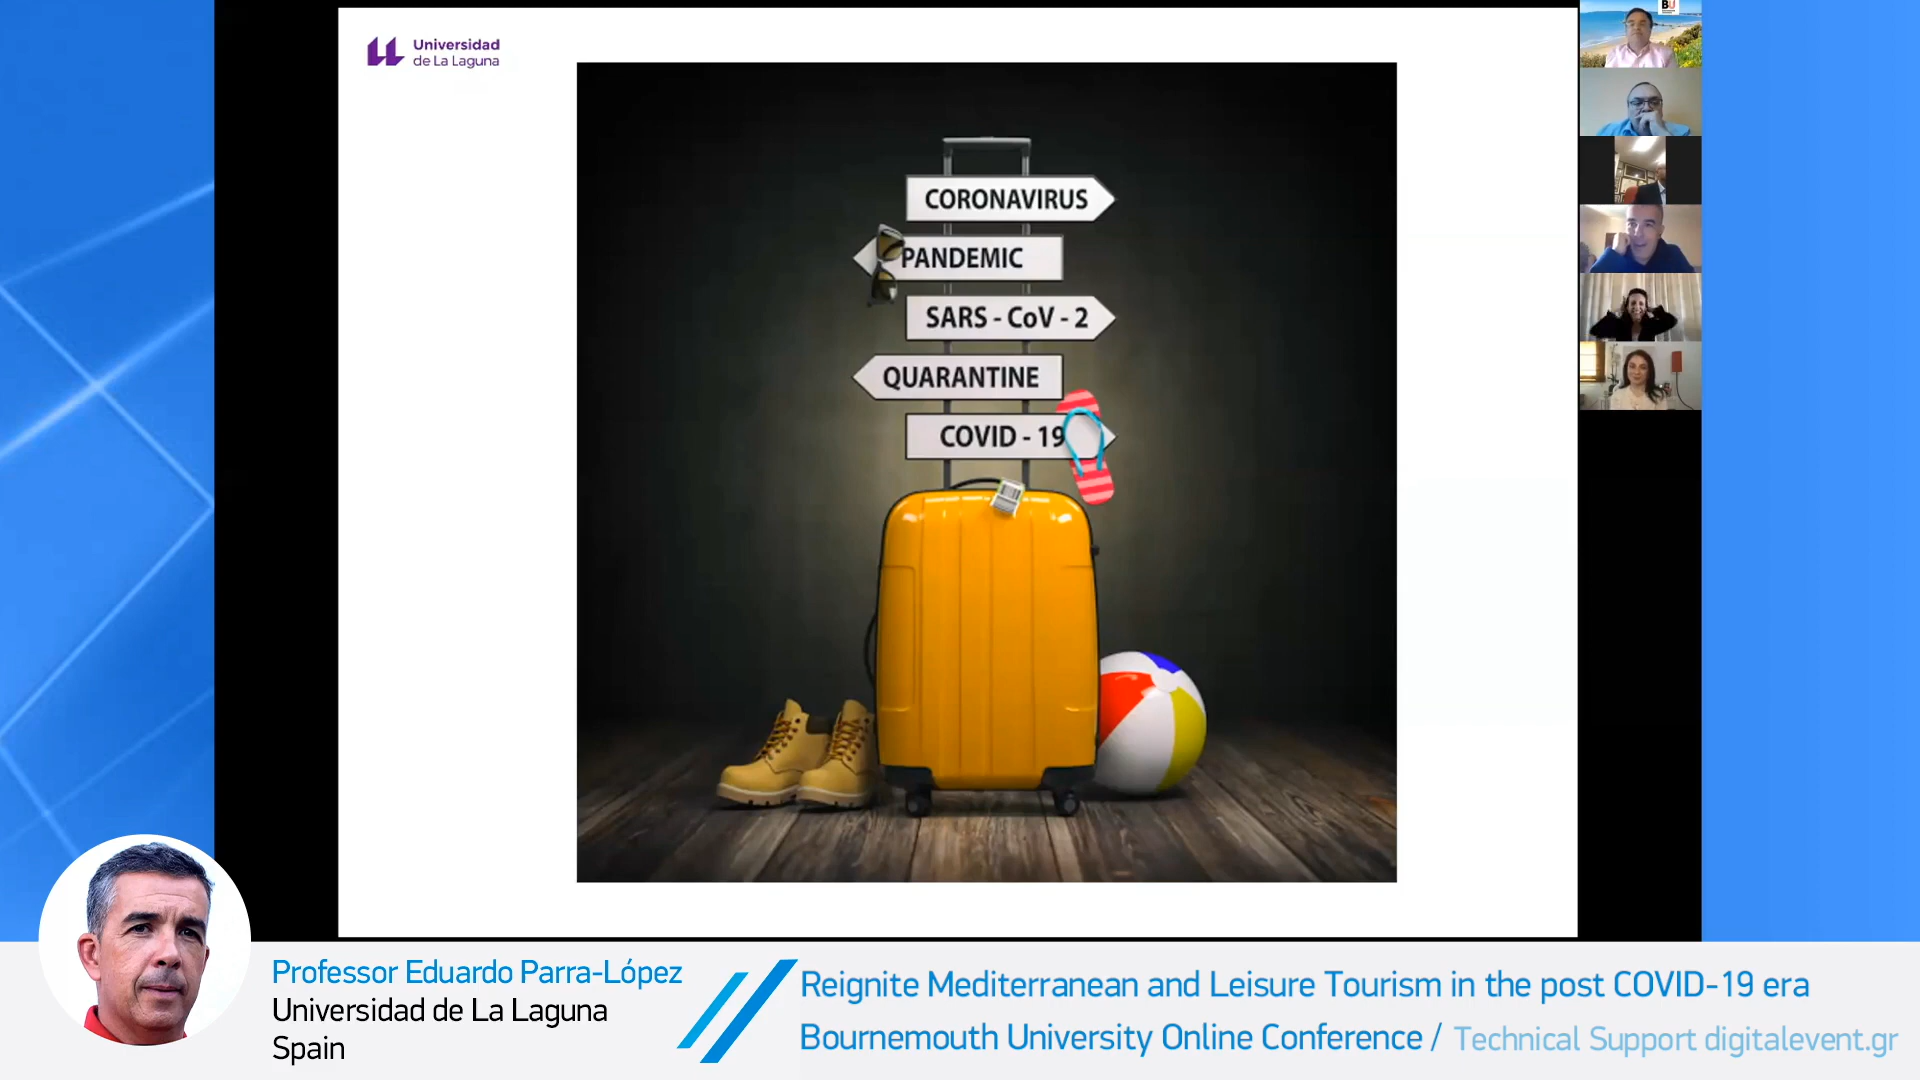 Universidad
de La Laguna
BU
CORONAVIRUS
PANDEMIC
SARS - CoV - 2
QUARANTINE
COVID - 19
Professor Eduardo Parra-López
Universidad de La Laguna
Spain
Reignite Mediterranean and Leisure Tourism in the post COVID-19 era
Bournemouth University Online Conference / Technical Support digitalevent.gr